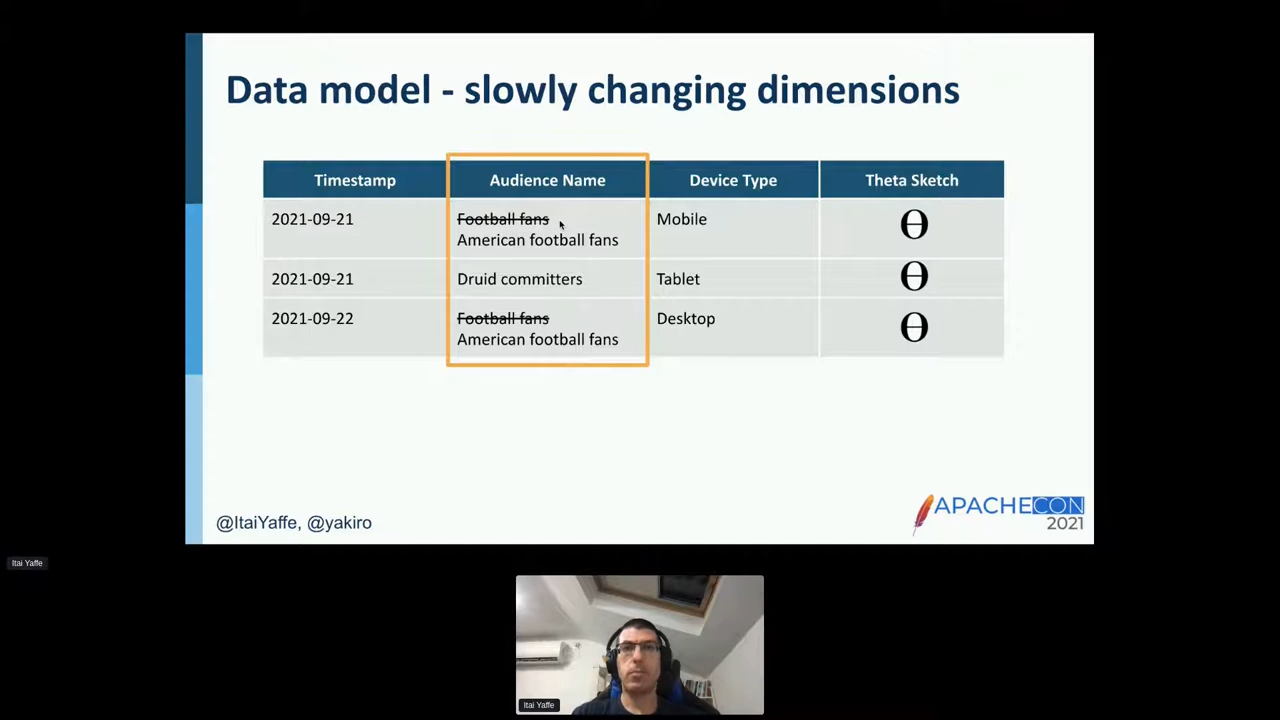 Data model - slowly changing dimensions
Timestamp Audience Name Device Type Theta Sketch
2021-09-21 Football fans Mobile Θ
American football fans
2021-09-21 Druid committers Tablet Θ
2021-09-22 Football fans Desktop Θ
American football fans
@ItaiYaffe, @yakiro
APACHECON
2021
Itai Yaffe
Itai Yaffe